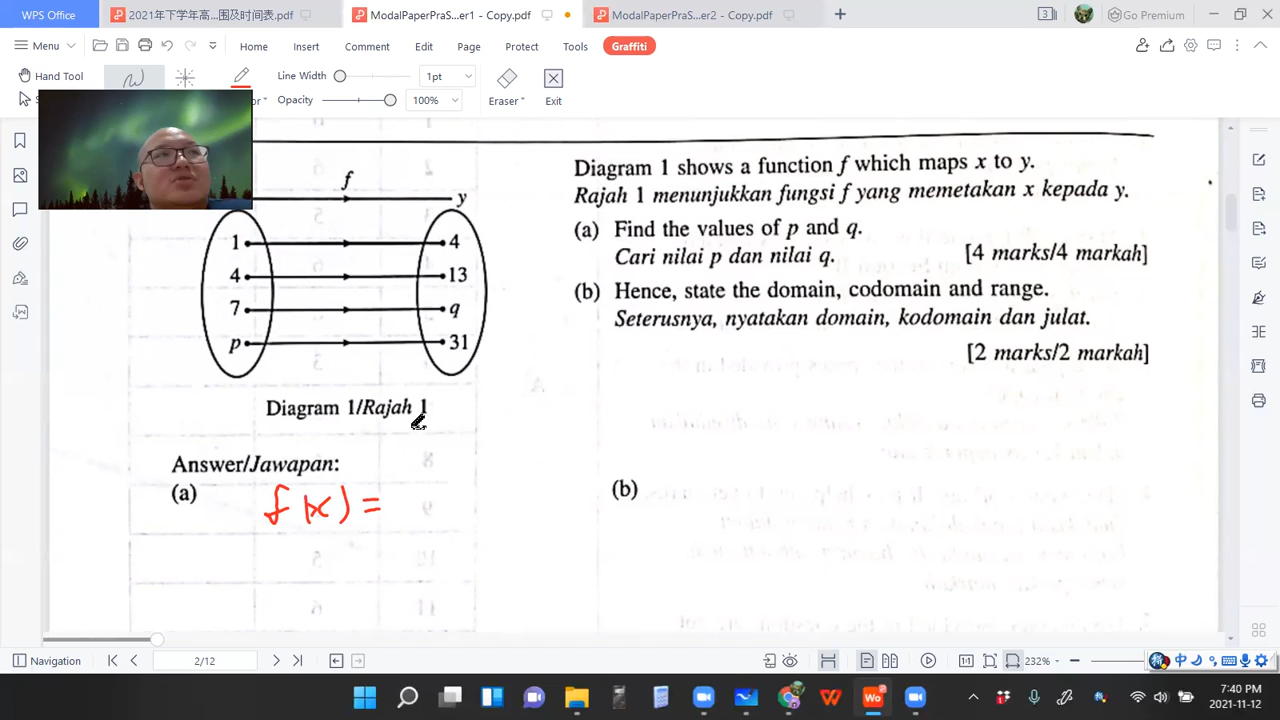 WPS Office
2021年下学年高...围及时间表.pdf
ModalPaperPraS...er1 - Copy.pdf
ModalPaperPraS...er2 - Copy.pdf
3
Go Premium
Menu
Home
Insert
Comment
Edit
Page
Protect
Tools
Graffiti
Hand Tool
Line Width
1pt
Opacity
100%
Eraser
Exit
f
y
1
4
4
13
7
q
p
31
Diagram 1/Rajah 1
Diagram 1 shows a function f which maps x to y.
Rajah 1 menunjukkan fungsi f yang memetakan x kepada y.
(a) Find the values of p and q.
Cari nilai p dan nilai q.
[4 marks/4 markah]
(b) Hence, state the domain, codomain and range.
Seterusnya, nyatakan domain, kodomain dan julat.
[2 marks/2 markah]
Answer/Jawapan:
(a) f(x) =
(b)
Navigation
2/12
232%
中
7:40 PM
2021-11-12